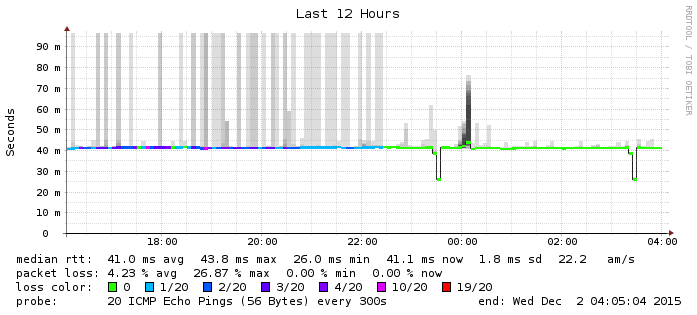 Last 12 Hours
RRDTOOL / TOBI OETIKER
Seconds
90 m
80 m
70 m
60 m
50 m
40 m
30 m
20 m
10 m
0
18:00 20:00 22:00 00:00 02:00 04:00
median rtt: 41.0 ms avg 43.8 ms max 26.0 ms min 41.1 ms now 1.8 ms sd 22.2 am/s
packet loss: 4.23 % avg 26.87 % max 0.00 % min 0.00 % now
loss color: 0 1/20 2/20 3/20 4/20 10/20 19/20
probe: 20 ICMP Echo Pings (56 Bytes) every 300s end: Wed Dec 2 04:05:04 2015